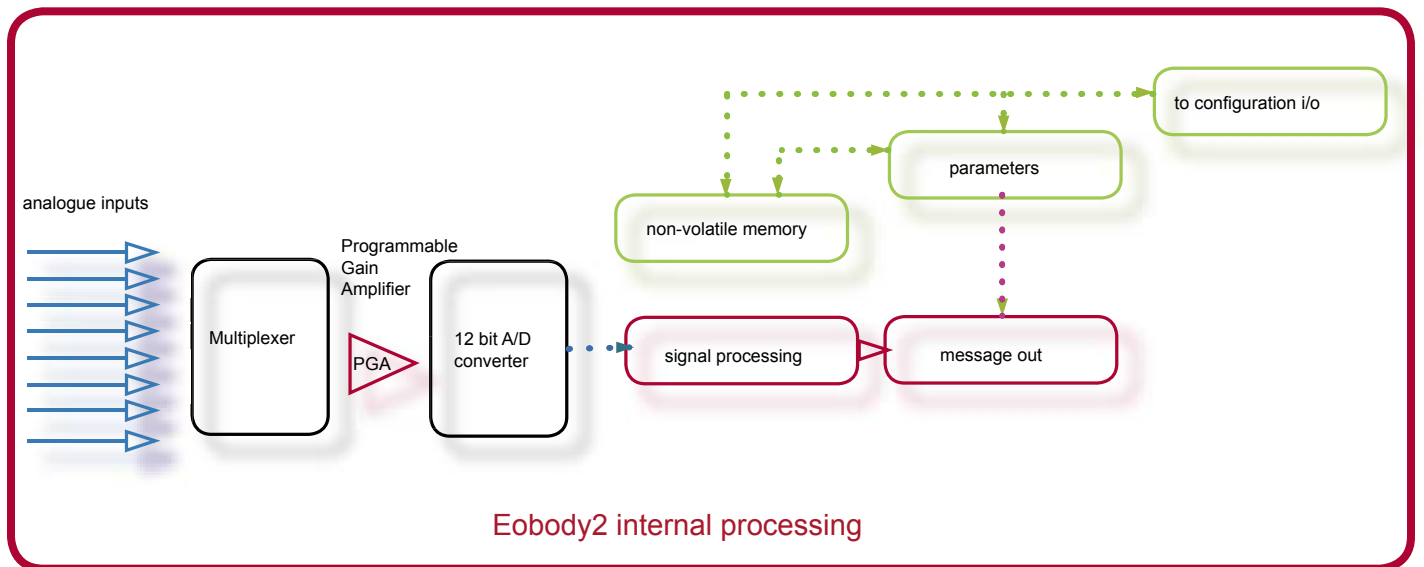 to configuration i/o
parameters
analogue inputs
non-volatile memory
Programmable
Gain
Amplifier
Multiplexer
PGA
12 bit A/D
converter
signal processing
message out
Eobody2 internal processing